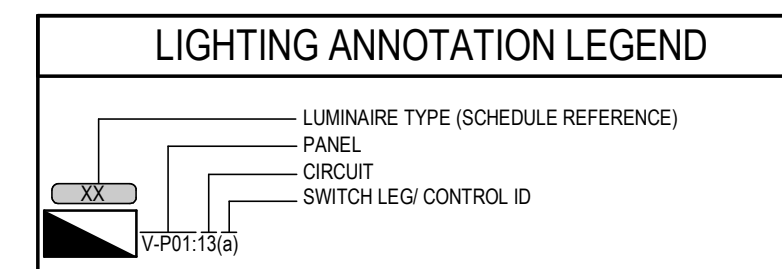 LIGHTING ANNOTATION LEGEND
LUMINAIRE TYPE (SCHEDULE REFERENCE)
PANEL
CIRCUIT
SWITCH LEG/ CONTROL ID
XX
V-P01:13(a)